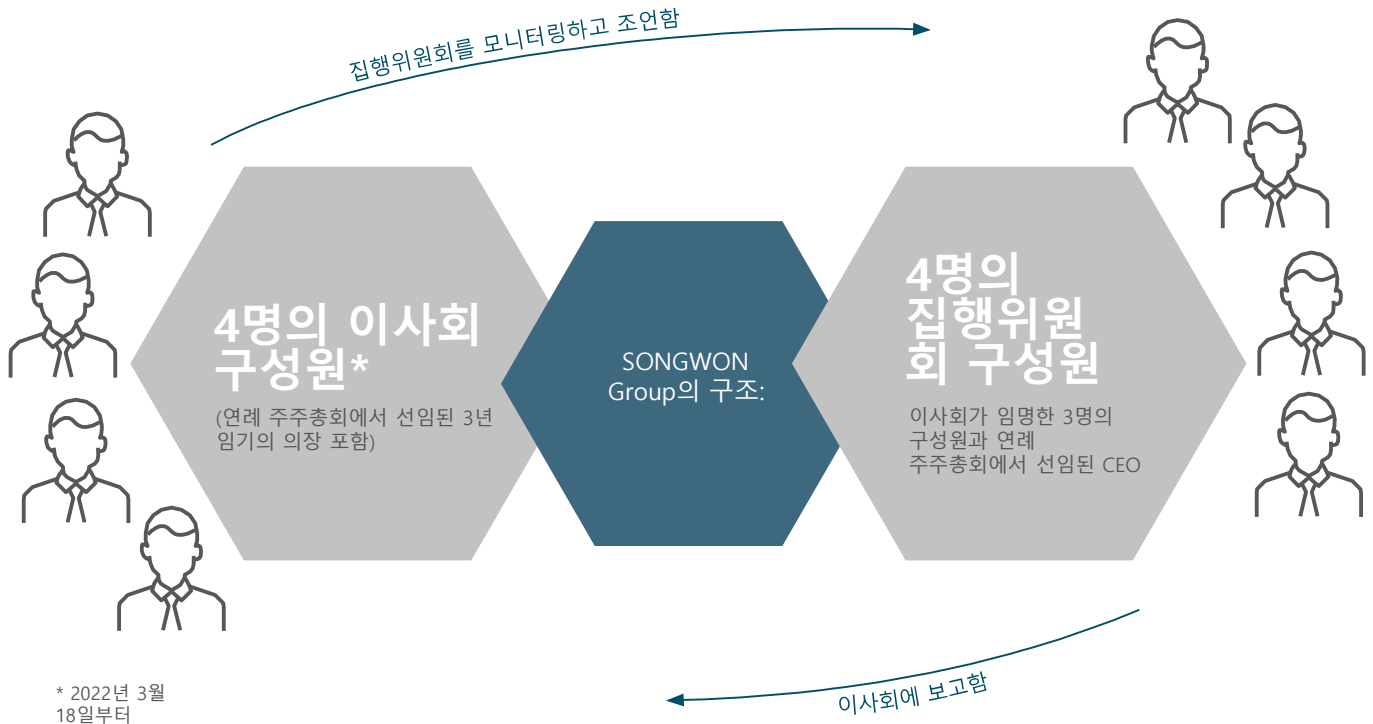 집행위원회를 모니터링하고 조언함
4명의 이사회
구성원*
(연례 주주총회에서 선임된 3년
임기의 의장 포함)
SONGWON
Group의 구조:
4명의
집행위원
회 구성원
이사회가 임명한 3명의
구성원과 연례
주주총회에서 선임된 CEO
이사회에 보고함
* 2022년 3월
18일부터